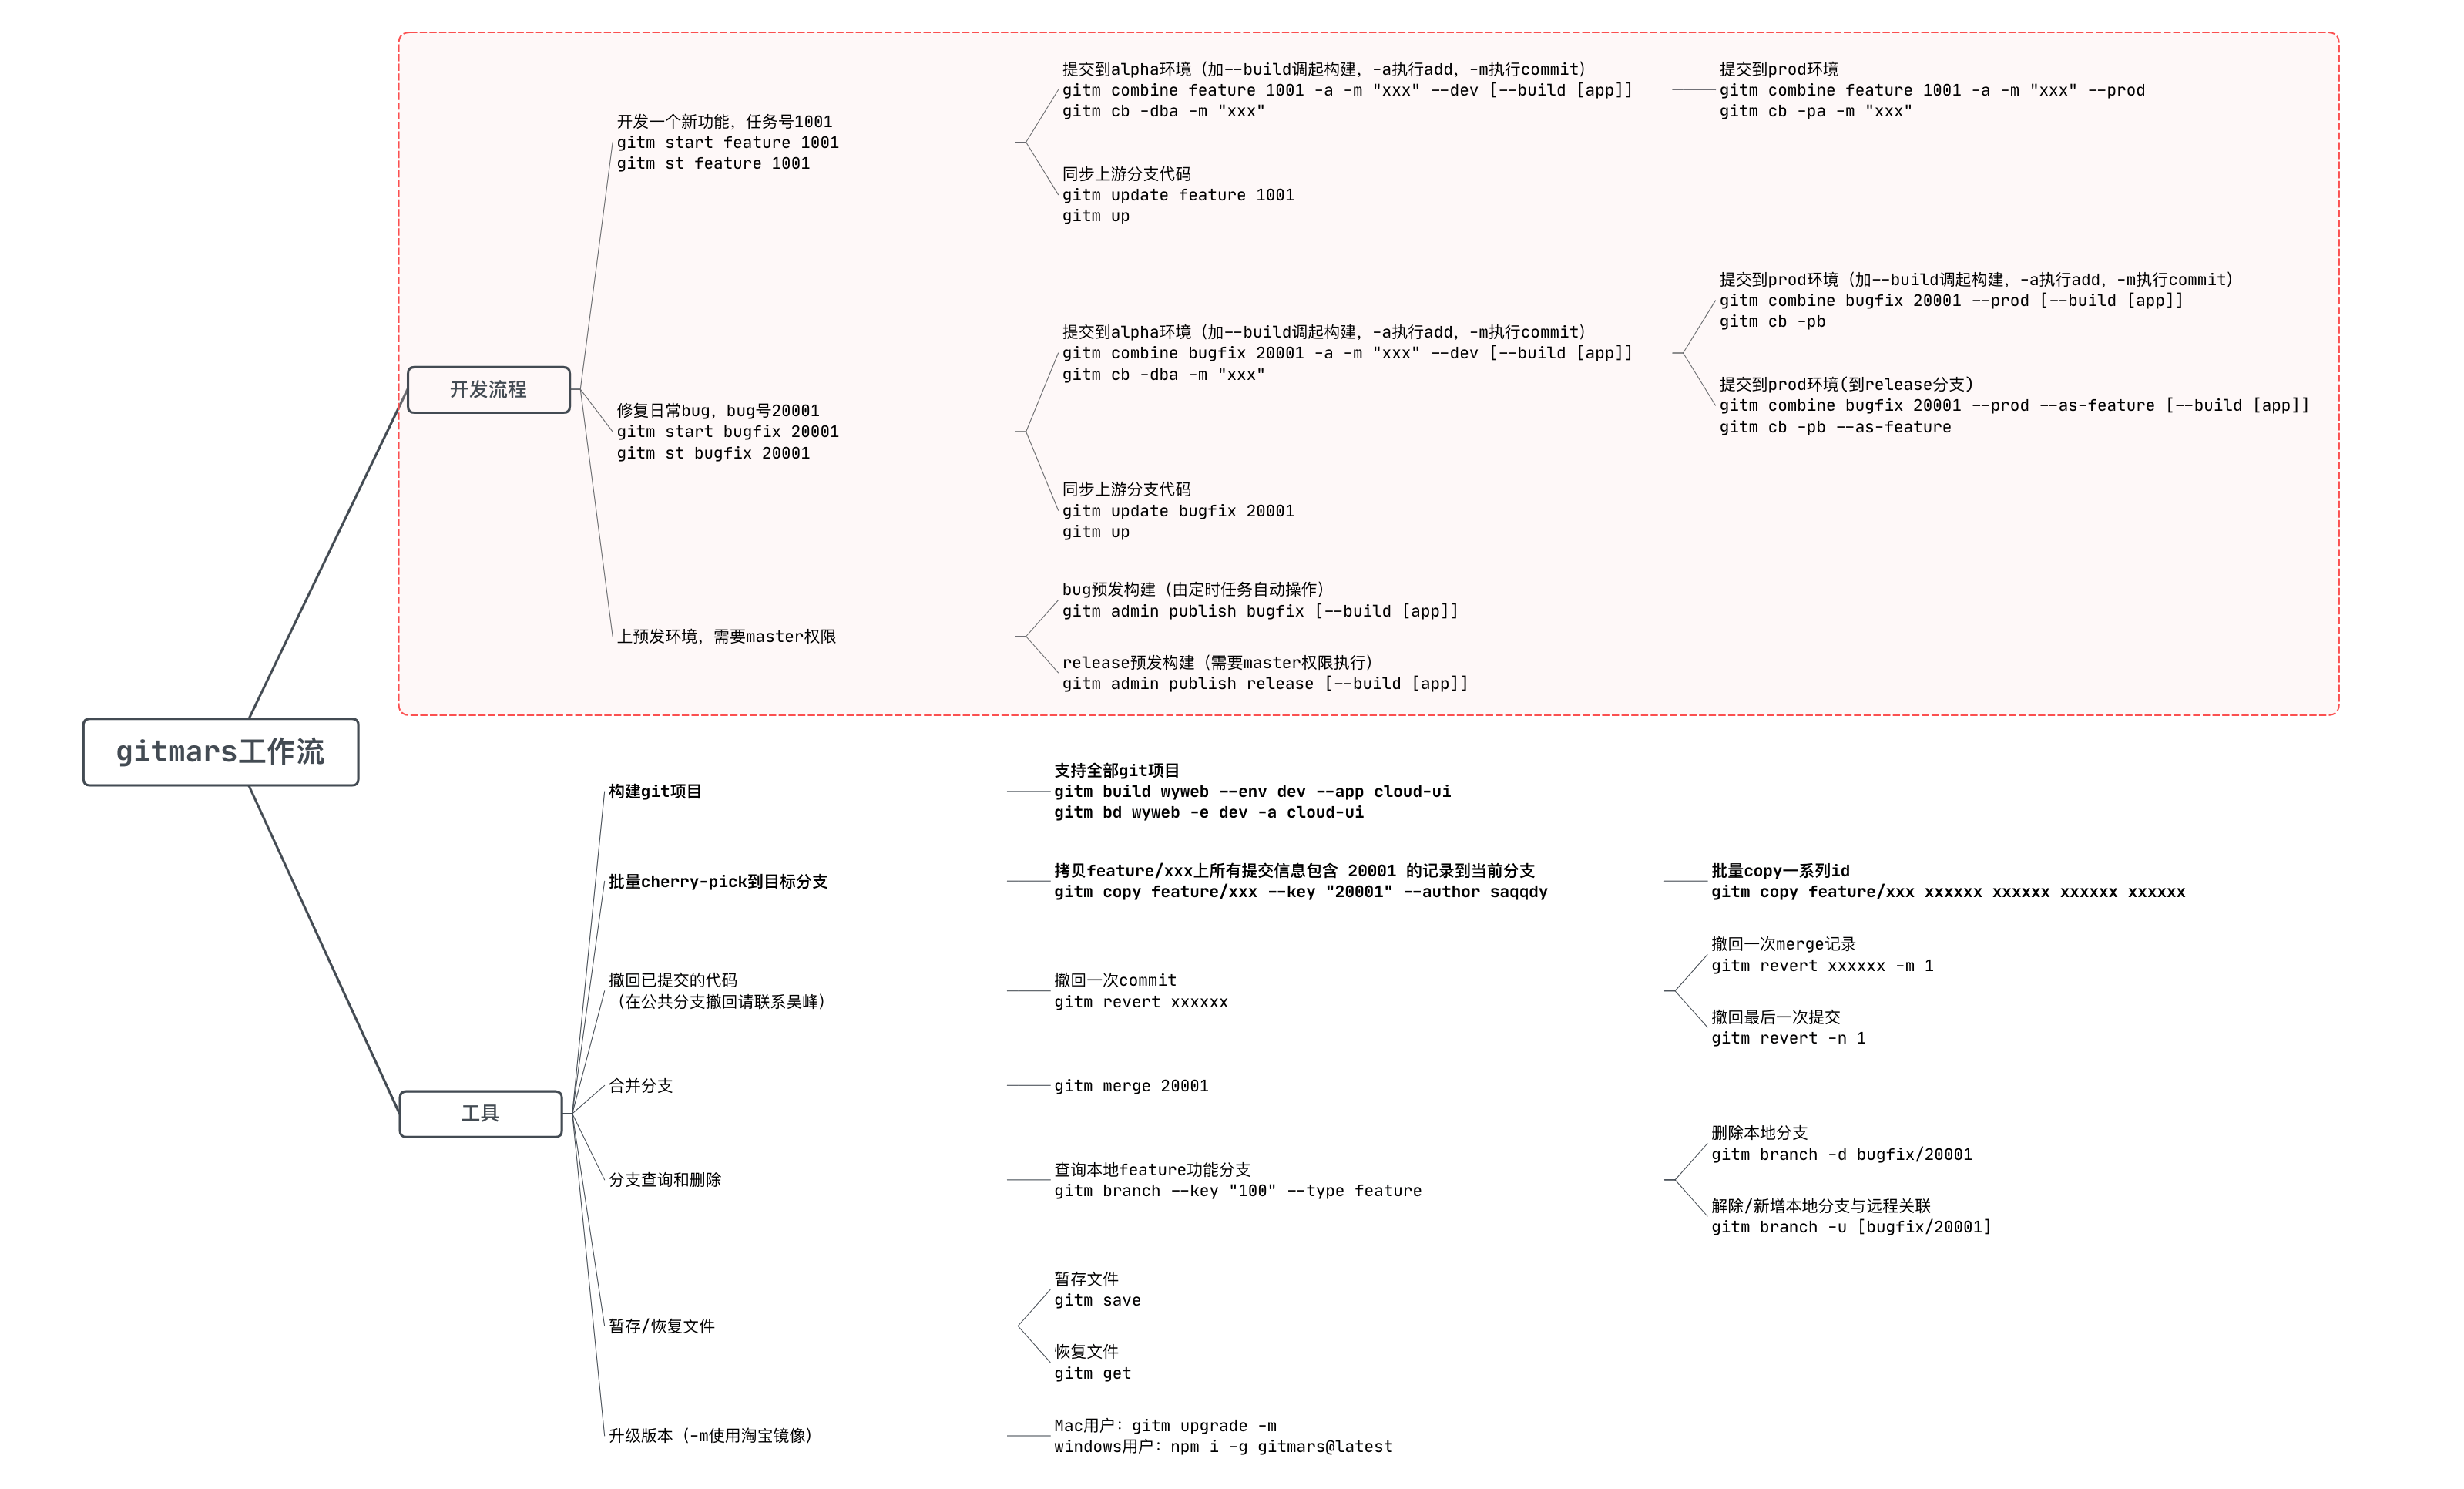 gitmars工作流
开发流程
开发一个新功能，任务号1001
gitm start feature 1001
gitm st feature 1001
提交到alpha环境（加--build调起构建，-a执行add，-m执行commit）
gitm combine feature 1001 -a -m "xxx" --dev [--build [app]]
gitm cb -dba -m "xxx"
提交到prod环境
gitm combine feature 1001 -a -m "xxx" --prod
gitm cb -pa -m "xxx"
同步上游分支代码
gitm update feature 1001
gitm up
修复日常bug，bug号20001
gitm start bugfix 20001
gitm st bugfix 20001
提交到alpha环境（加--build调起构建，-a执行add，-m执行commit）
gitm combine bugfix 20001 -a -m "xxx" --dev [--build [app]]
gitm cb -dba -m "xxx"
提交到prod环境（加--build调起构建，-a执行add，-m执行commit）
gitm combine bugfix 20001 --prod [--build [app]]
gitm cb -pb
提交到prod环境(到release分支)
gitm combine bugfix 20001 --prod --as-feature [--build [app]]
gitm cb -pb --as-feature
同步上游分支代码
gitm update bugfix 20001
gitm up
上预发环境，需要master权限
bug预发构建（由定时任务自动操作）
gitm admin publish bugfix [--build [app]]
release预发构建（需要master权限执行）
gitm admin publish release [--build [app]]
工具
构建git项目
支持全部git项目
gitm build wyweb --env dev --app cloud-ui
gitm bd wyweb -e dev -a cloud-ui
批量cherry-pick到目标分支
拷贝feature/xxx上所有提交信息包含 20001 的记录到当前分支
gitm copy feature/xxx --key "20001" --author saqqdy
批量copy一系列id
gitm copy feature/xxx xxxxxx xxxxxx xxxxxx xxxxxx
撤回已提交的代码
（在公共分支撤回请联系吴峰）
撤回一次commit
gitm revert xxxxxx
撤回一次merge记录
gitm revert xxxxxx -m 1
撤回最后一次提交
gitm revert -n 1
合并分支
gitm merge 20001
分支查询和删除
查询本地feature功能分支
gitm branch --key "100" --type feature
删除本地分支
gitm branch -d bugfix/20001
解除/新增本地分支与远程关联
gitm branch -u [bugfix/20001]
暂存/恢复文件
暂存文件
gitm save
恢复文件
gitm get
升级版本（-m使用淘宝镜像）
Mac用户：gitm upgrade -m
windows用户：npm i -g gitmars@latest